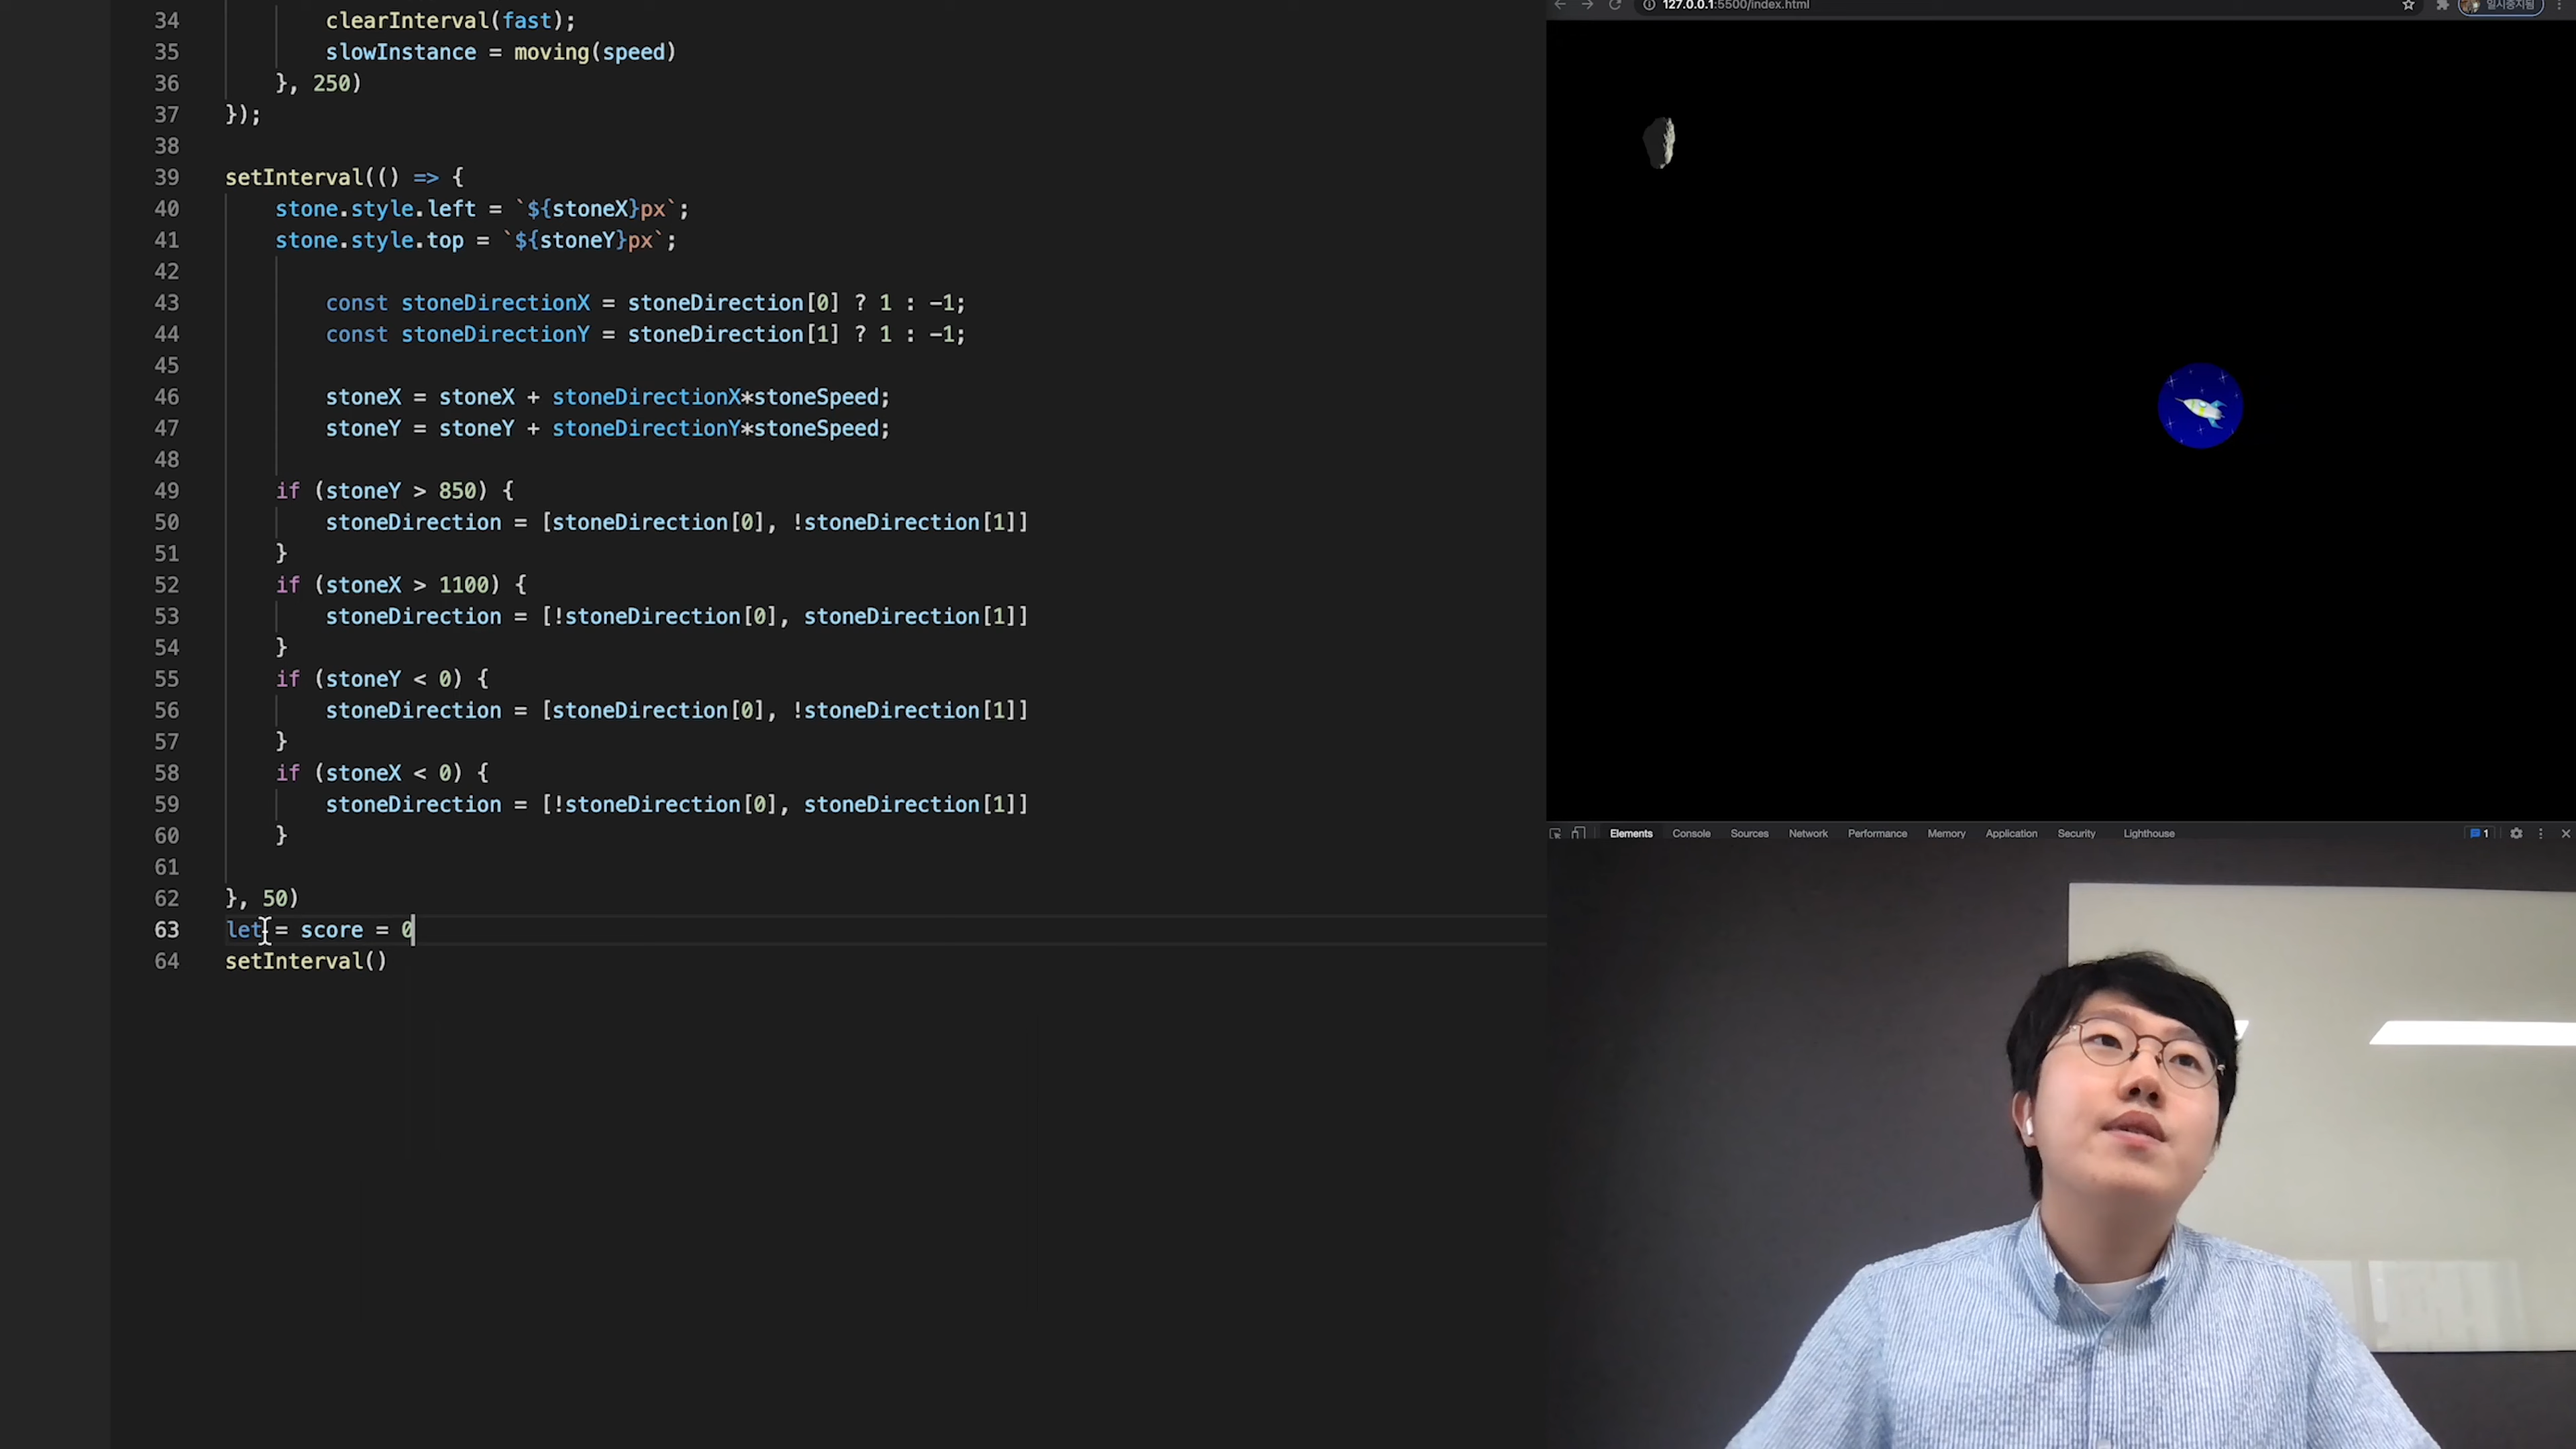 34 clearInterval(fast);
35 slowInstance = moving(speed)
36 }, 250)
37 });
38
39 setInterval(() => {
40 stone.style.left = `${stoneX}px`;
41 stone.style.top = `${stoneY}px`;
42
43 const stoneDirectionX = stoneDirection[0] ? 1 : -1;
44 const stoneDirectionY = stoneDirection[1] ? 1 : -1;
45
46 stoneX = stoneX + stoneDirectionX*stoneSpeed;
47 stoneY = stoneY + stoneDirectionY*stoneSpeed;
48
49 if (stoneY > 850) {
50 stoneDirection = [stoneDirection[0], !stoneDirection[1]]
51 }
52 if (stoneX > 1100) {
53 stoneDirection = [!stoneDirection[0], stoneDirection[1]]
54 }
55 if (stoneY < 0) {
56 stoneDirection = [stoneDirection[0], !stoneDirection[1]]
57 }
58 if (stoneX < 0) {
59 stoneDirection = [!stoneDirection[0], stoneDirection[1]]
60 }
61
62 }, 50)
63 let = score = 0
64 setInterval()
127.0.0.1:5500/index.html
일시중지됨
Elements Console Sources Network Performance Memory Application Security Lighthouse 1